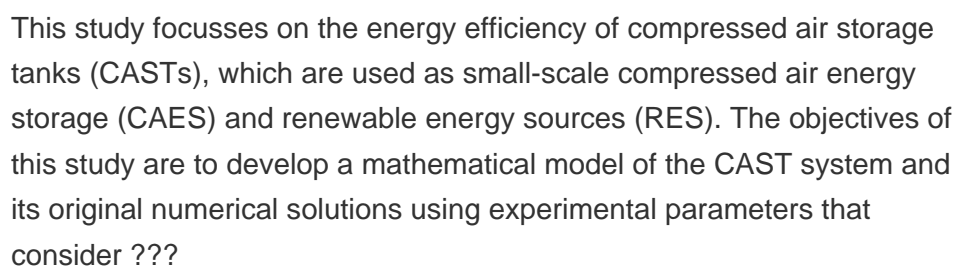 This study focusses on the energy efficiency of compressed air storage
tanks (CASTs), which are used as small-scale compressed air energy
storage (CAES) and renewable energy sources (RES). The objectives of
this study are to develop a mathematical model of the CAST system and
its original numerical solutions using experimental parameters that
consider ???